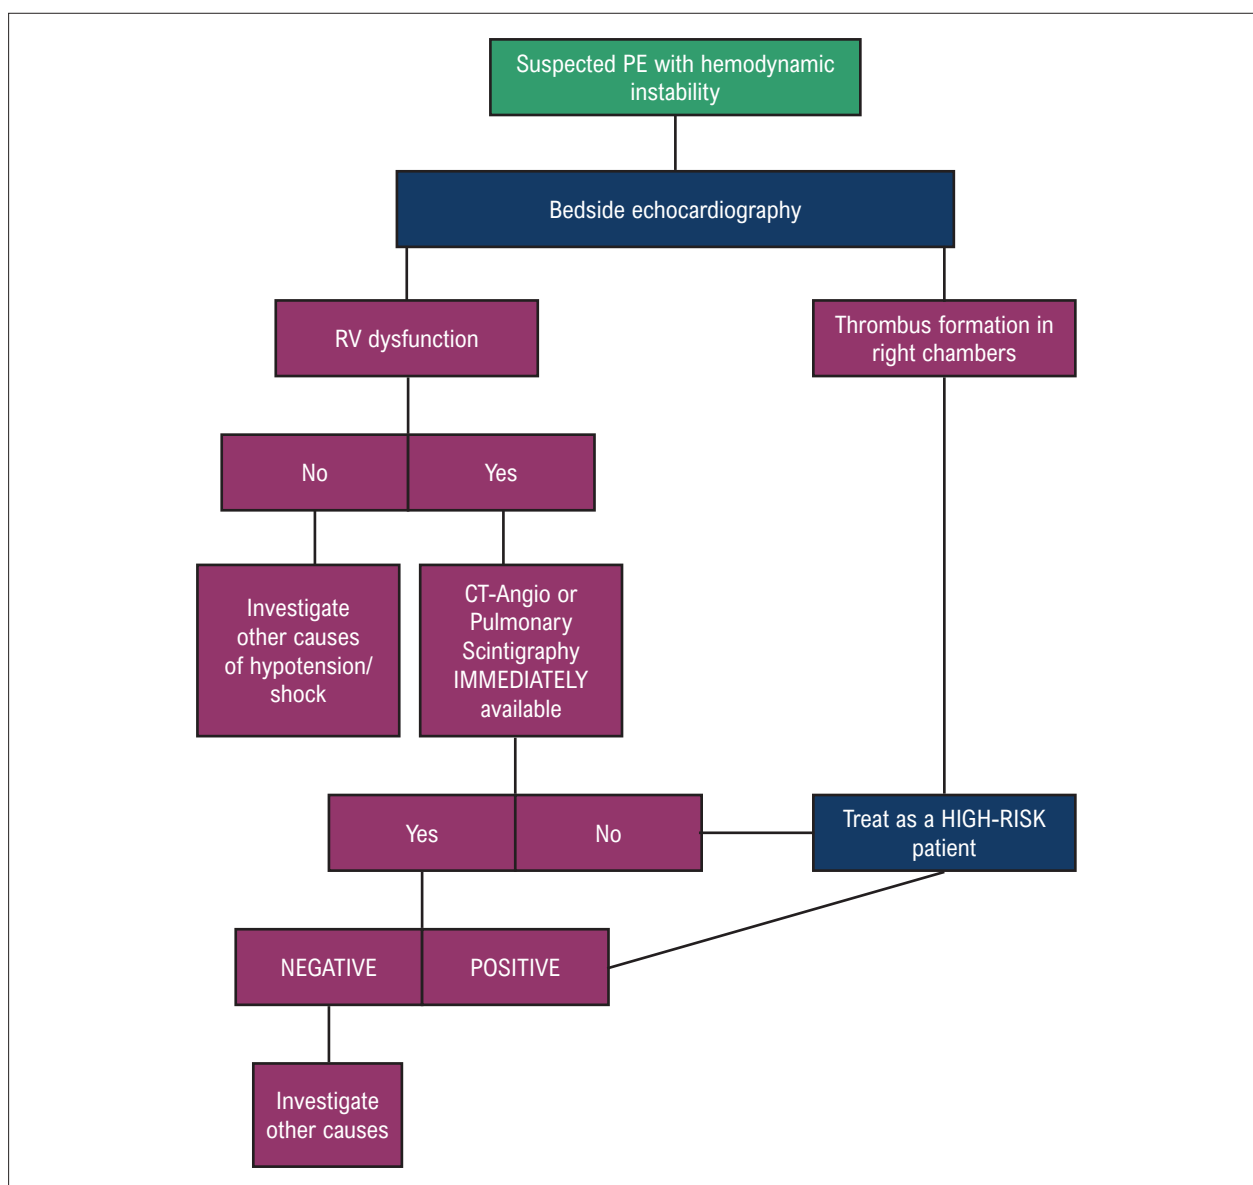 Suspected PE with hemodynamic
instability
Bedside echocardiography
RV dysfunction
Thrombus formation in
right chambers
No
Yes
Investigate
other causes
of hypotension/
shock
CT-Angio or
Pulmonary
Scintigraphy
IMMEDIATELY
available
Yes
No
Treat as a HIGH-RISK
patient
NEGATIVE
POSITIVE
Investigate
other causes